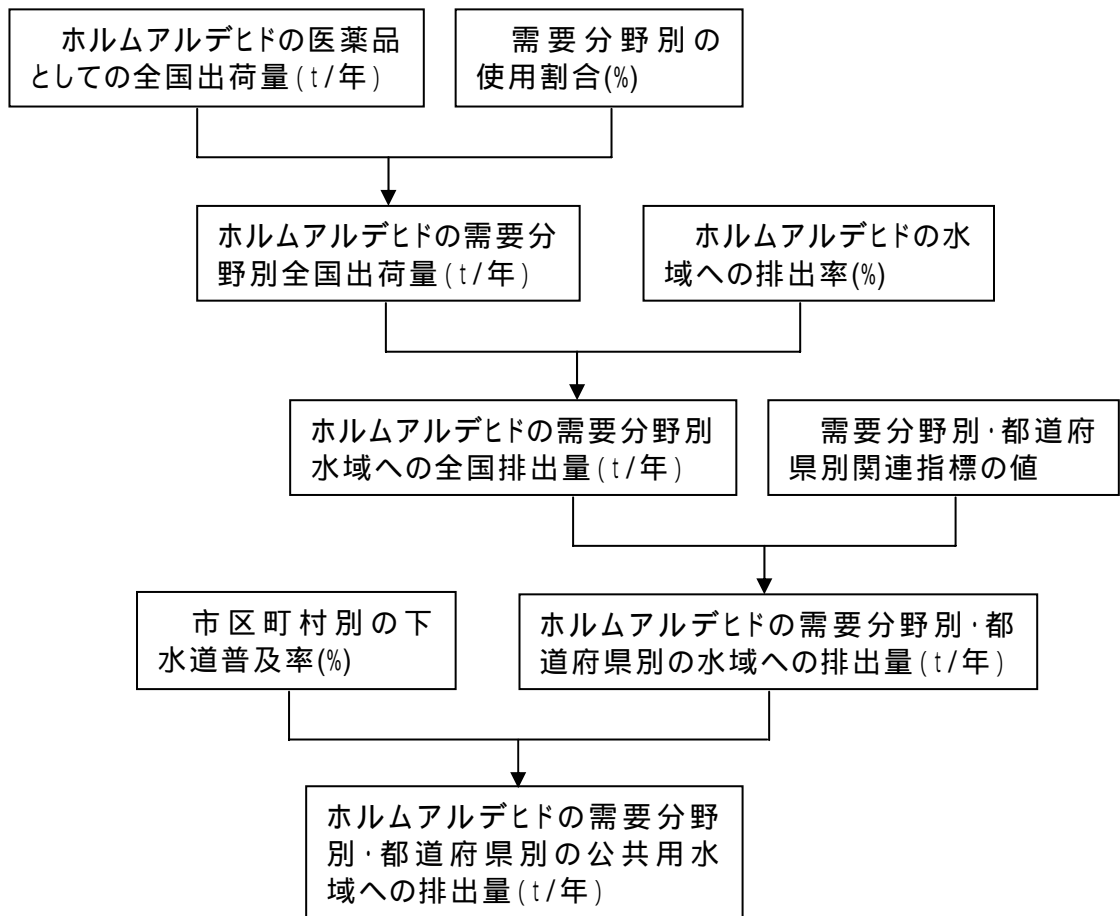 ホルムアルデヒドの医薬品
としての全国出荷量(t/年)
需要分野別の
使用割合(%)
ホルムアルデヒドの需要分
野別全国出荷量(t/年)
ホルムアルデヒドの水
域への排出率(%)
ホルムアルデヒドの需要分野別
水域への全国排出量(t/年)
需要分野別・都道府
県別関連指標の値
市区町村別の下
水道普及率(%)
ホルムアルデヒドの需要分野別・都
道府県別の水域への排出量(t/年)
ホルムアルデヒドの需要分野
別・都道府県別の公共用水
域への排出量(t/年)